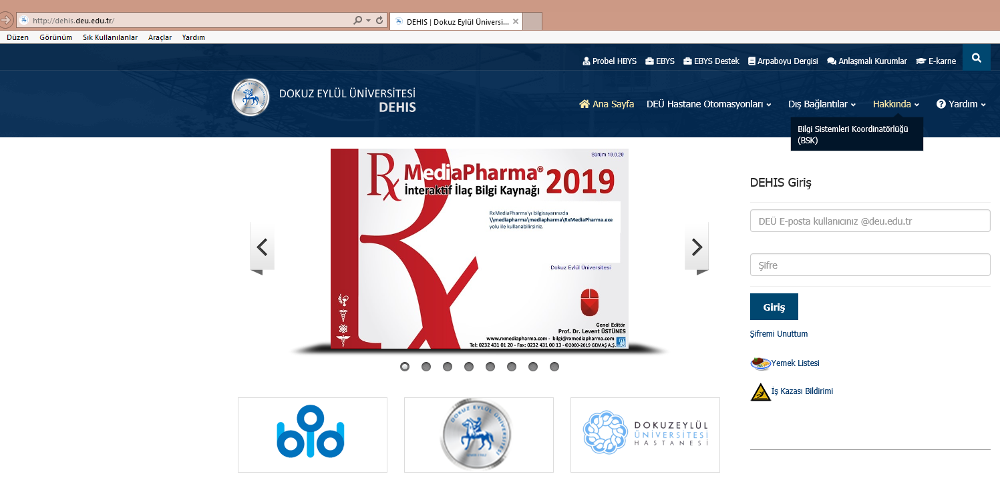 http://dehis.deu.edu.tr/
DEHIS | Dokuz Eylül Üniversi...
Düzen Görünüm Sık Kullanılanlar Araçlar Yardım
Probel HBYS EBYS EBYS Destek Arpaboyu Dergisi Anlaşmalı Kurumlar E-karne
DOKUZ EYLÜL ÜNİVERSİTESİ
DEHIS
Ana Sayfa DEÜ Hastane Otomasyonları Dış Bağlantılar Hakkında Yardım
Bilgi Sistemleri Koordinatörlüğü
(BSK)
Sürüm 19.0.29
Rx MediaPharma® 2019
İnteraktif İlaç Bilgi Kaynağı
RxMediaPharma'yı bilgisayarınızda
\\mediapharma\mediapharma\RxMediaPharma.exe
yolu ile kullanabilirsiniz.
Dokuz Eylül Üniversitesi
Genel Editör
Prof. Dr. Levent ÜSTÜNES
www.rxmediapharma.com - bilgi@rxmediapharma.com
Tel: 0232 431 01 20 - Fax: 0232 431 00 13 - ©2000-2019 GEMAŞ A.Ş.
DEHIS Giriş
DEÜ E-posta kullanıcınız @deu.edu.tr
Şifre
Giriş
Şifremi Unuttum
Yemek Listesi
İş Kazası Bildirimi
DOKUZ EYLÜL ÜNİVERSİTESİ
DOKUZEYLÜL
ÜNİVERSİTESİ
HASTANESİ